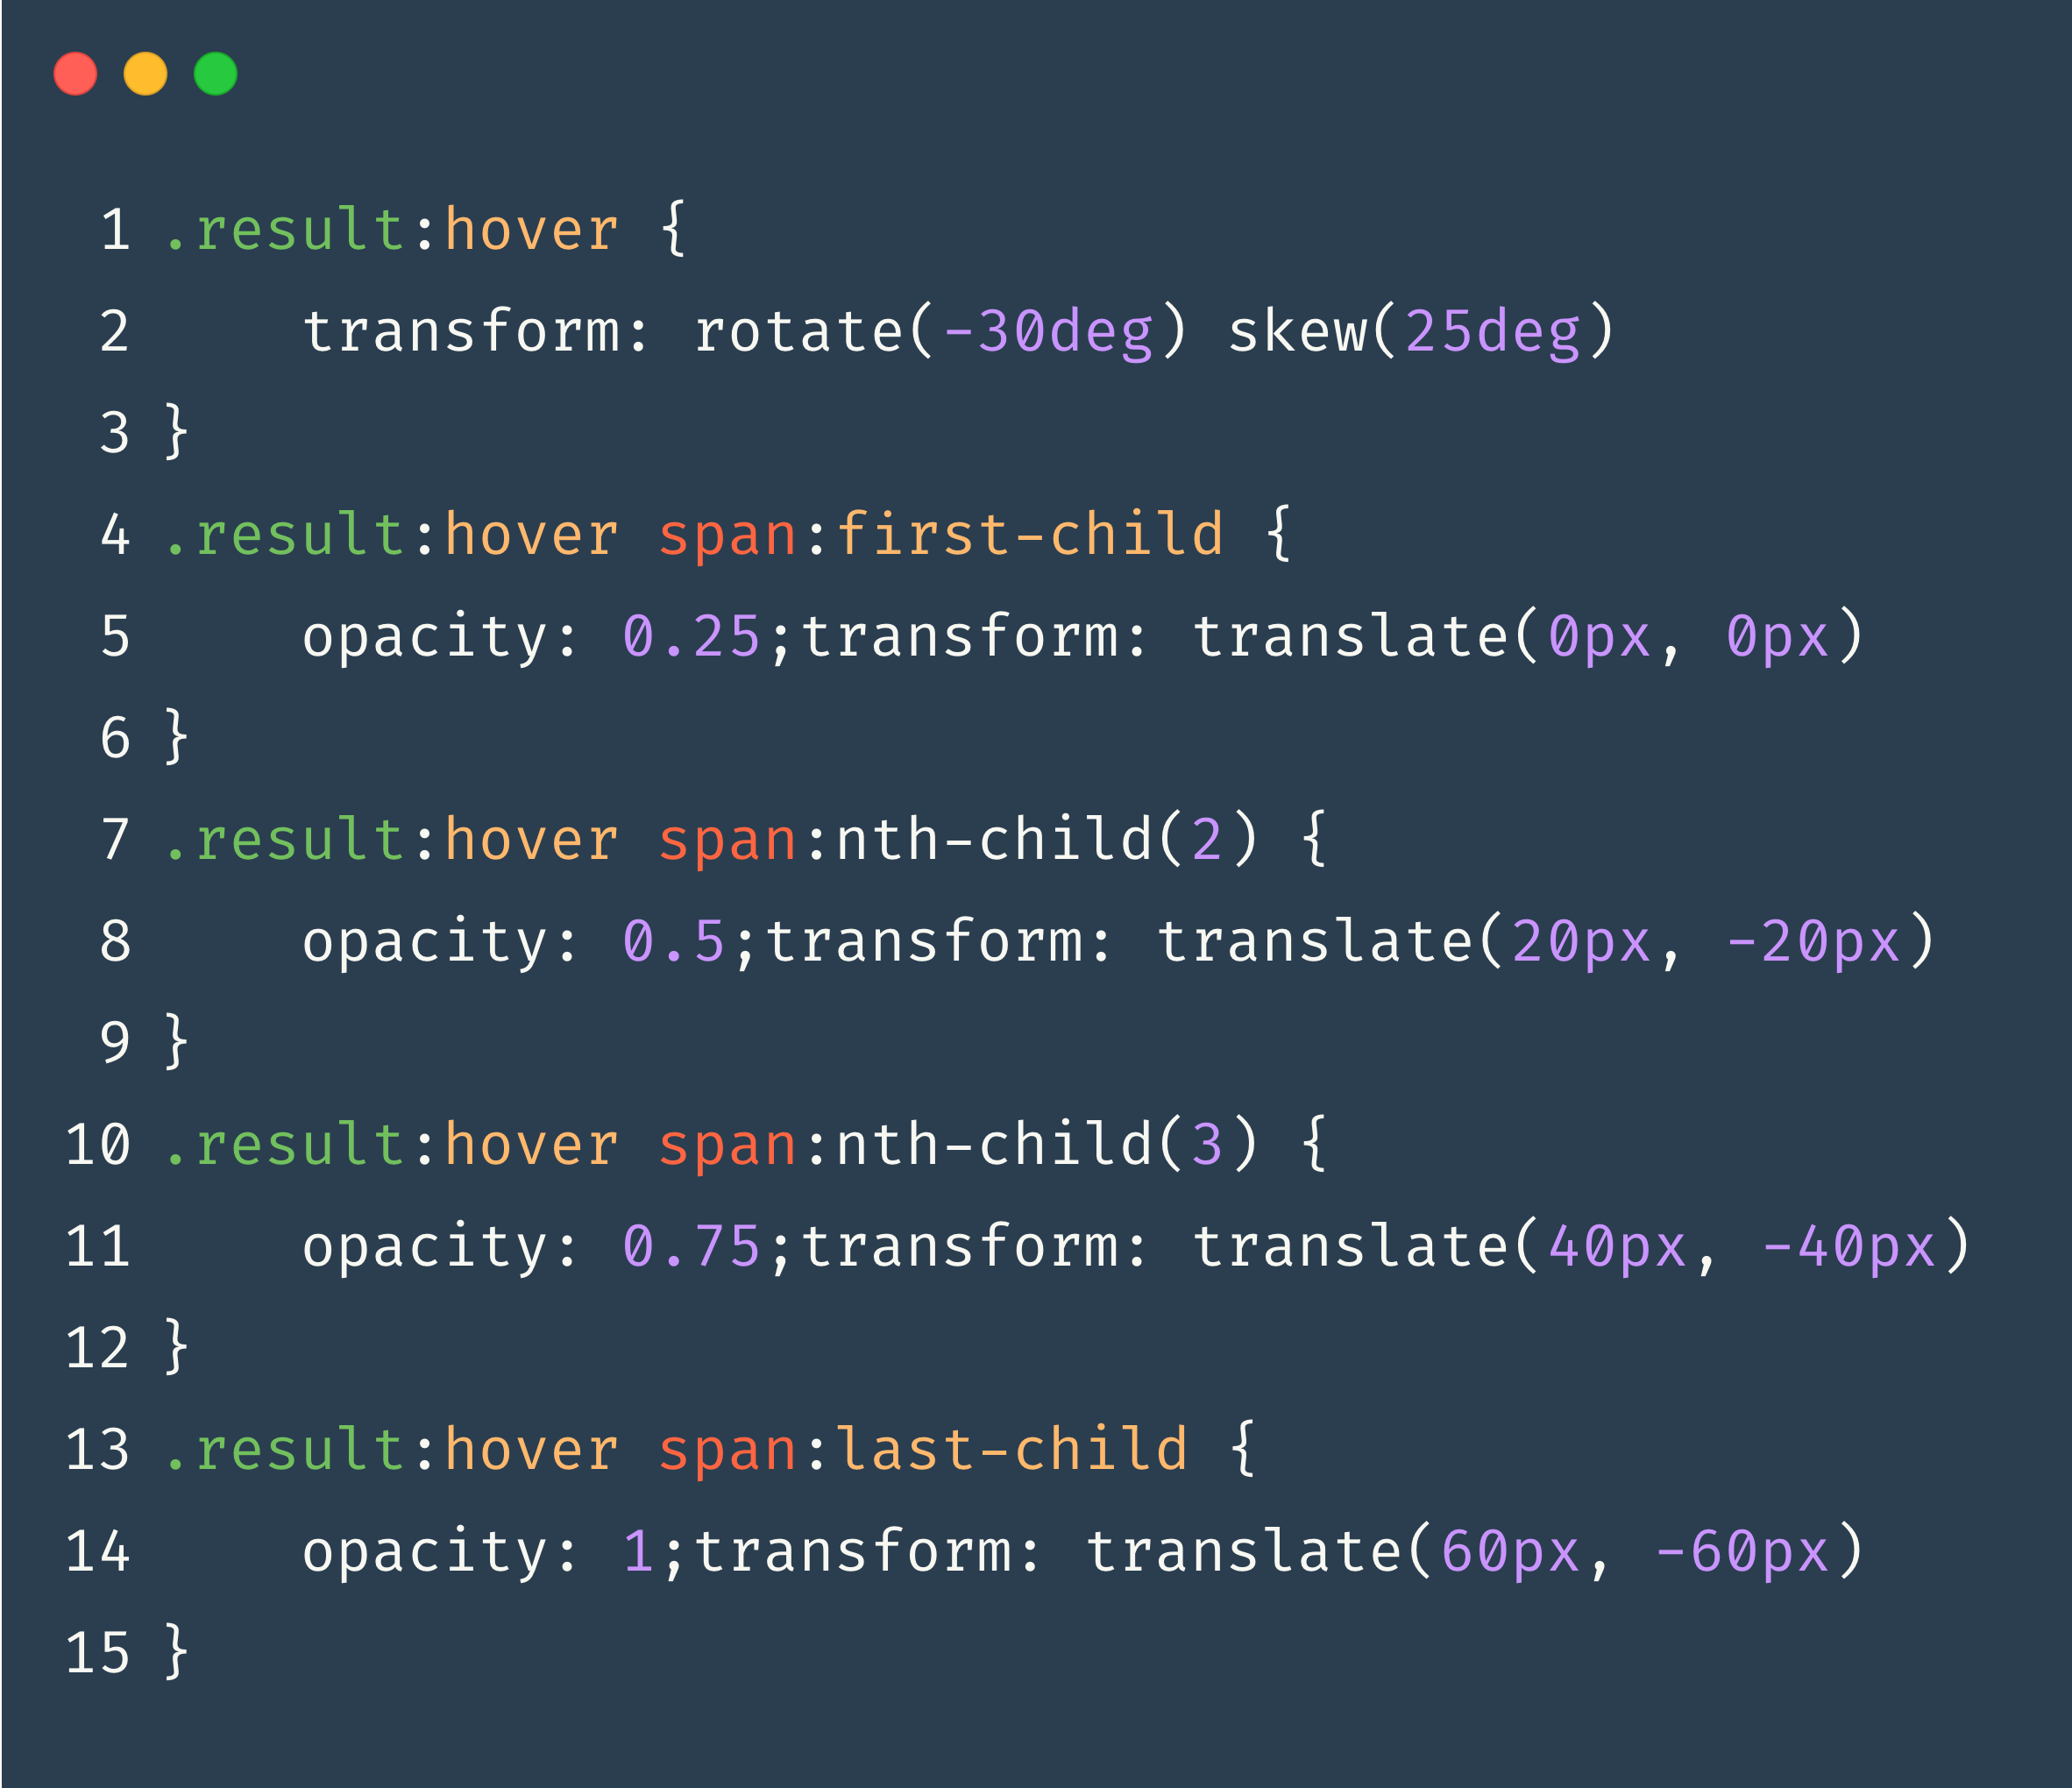 1 .result:hover {
2     transform: rotate(-30deg) skew(25deg)
3 }
4 .result:hover span:first-child {
5     opacity: 0.25;transform: translate(0px, 0px)
6 }
7 .result:hover span:nth-child(2) {
8     opacity: 0.5;transform: translate(20px, -20px)
9 }
10 .result:hover span:nth-child(3) {
11     opacity: 0.75;transform: translate(40px, -40px)
12 }
13 .result:hover span:last-child {
14     opacity: 1;transform: translate(60px, -60px)
15 }